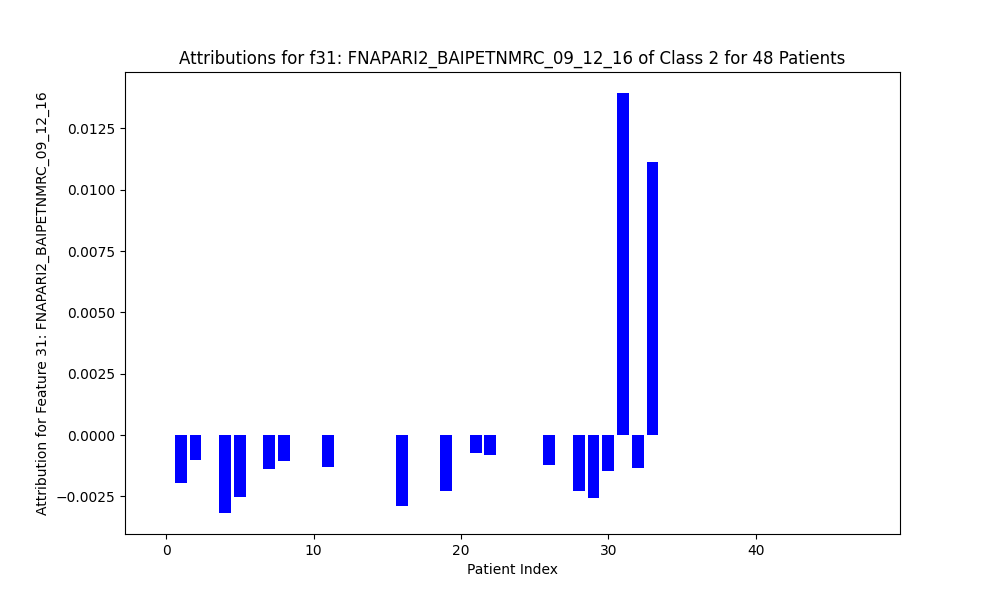 Attributions for f31: FNAPARI2_BAIPETNMRC_09_12_16 of Class 2 for 48 Patients
Attribution for Feature 31: FNAPARI2_BAIPETNMRC_09_12_16
0.0125
0.0100
0.0075
0.0050
0.0025
0.0000
−0.0025
0 10 20 30 40
Patient Index